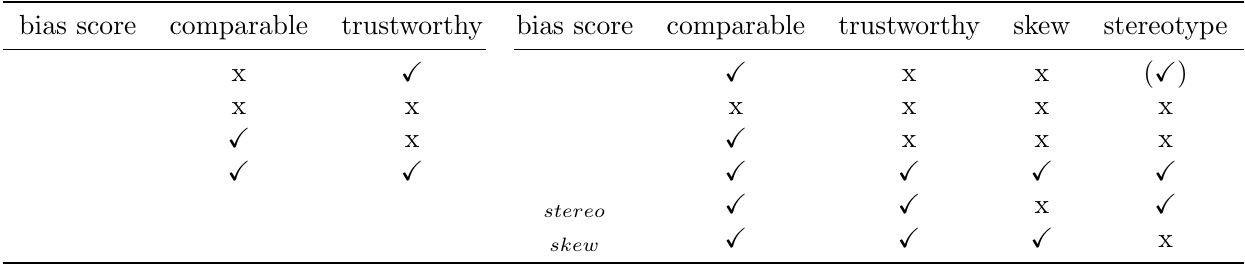 bias score comparable trustworthy bias score comparable trustworthy skew stereotype
x ✓ ✓ x x (✓)
x x x x x x
✓ x ✓ x x x
✓ ✓ ✓ ✓ ✓ ✓
stereo ✓ ✓ x ✓
skew ✓ ✓ ✓ x